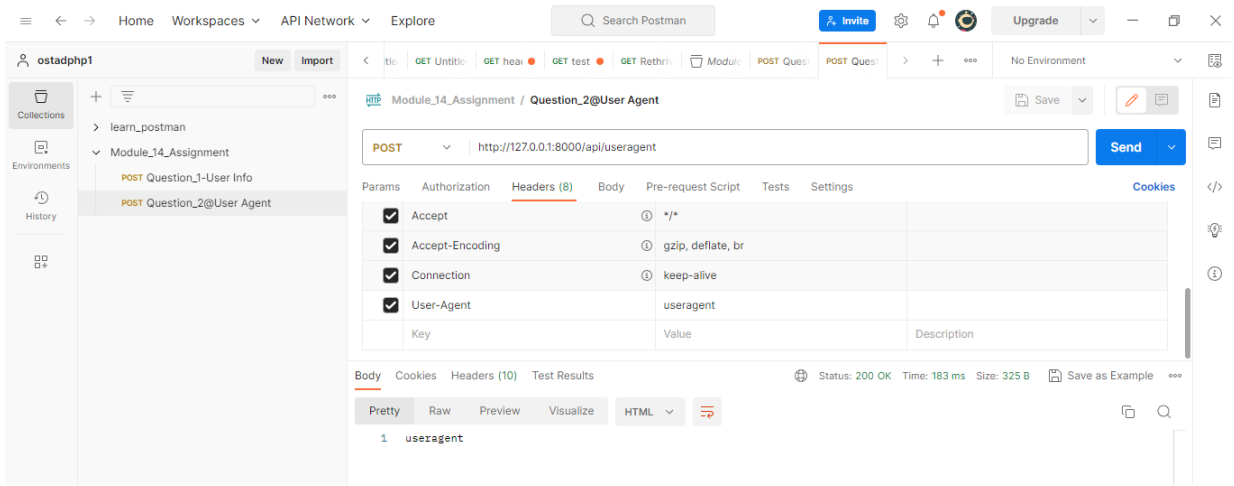 Home Workspaces API Network Explore Search Postman Invite Upgrade
ostadphp1 New Import
GET Untitle GET head GET test GET Rethri Module POST Quest POST Quest No Environment
Collections
Environments
History
learn_postman
Module_14_Assignment
POST Question_1-User Info
POST Question_2@User Agent
HTTP Module_14_Assignment / Question_2@User Agent Save
POST http://127.0.0.1:8000/api/useragent Send
Params Authorization Headers (8) Body Pre-request Script Tests Settings Cookies
Accept */*
Accept-Encoding gzip, deflate, br
Connection keep-alive
User-Agent useragent
Key Value Description
Body Cookies Headers (10) Test Results Status: 200 OK Time: 183 ms Size: 325 B Save as Example
Pretty Raw Preview Visualize HTML
1 useragent